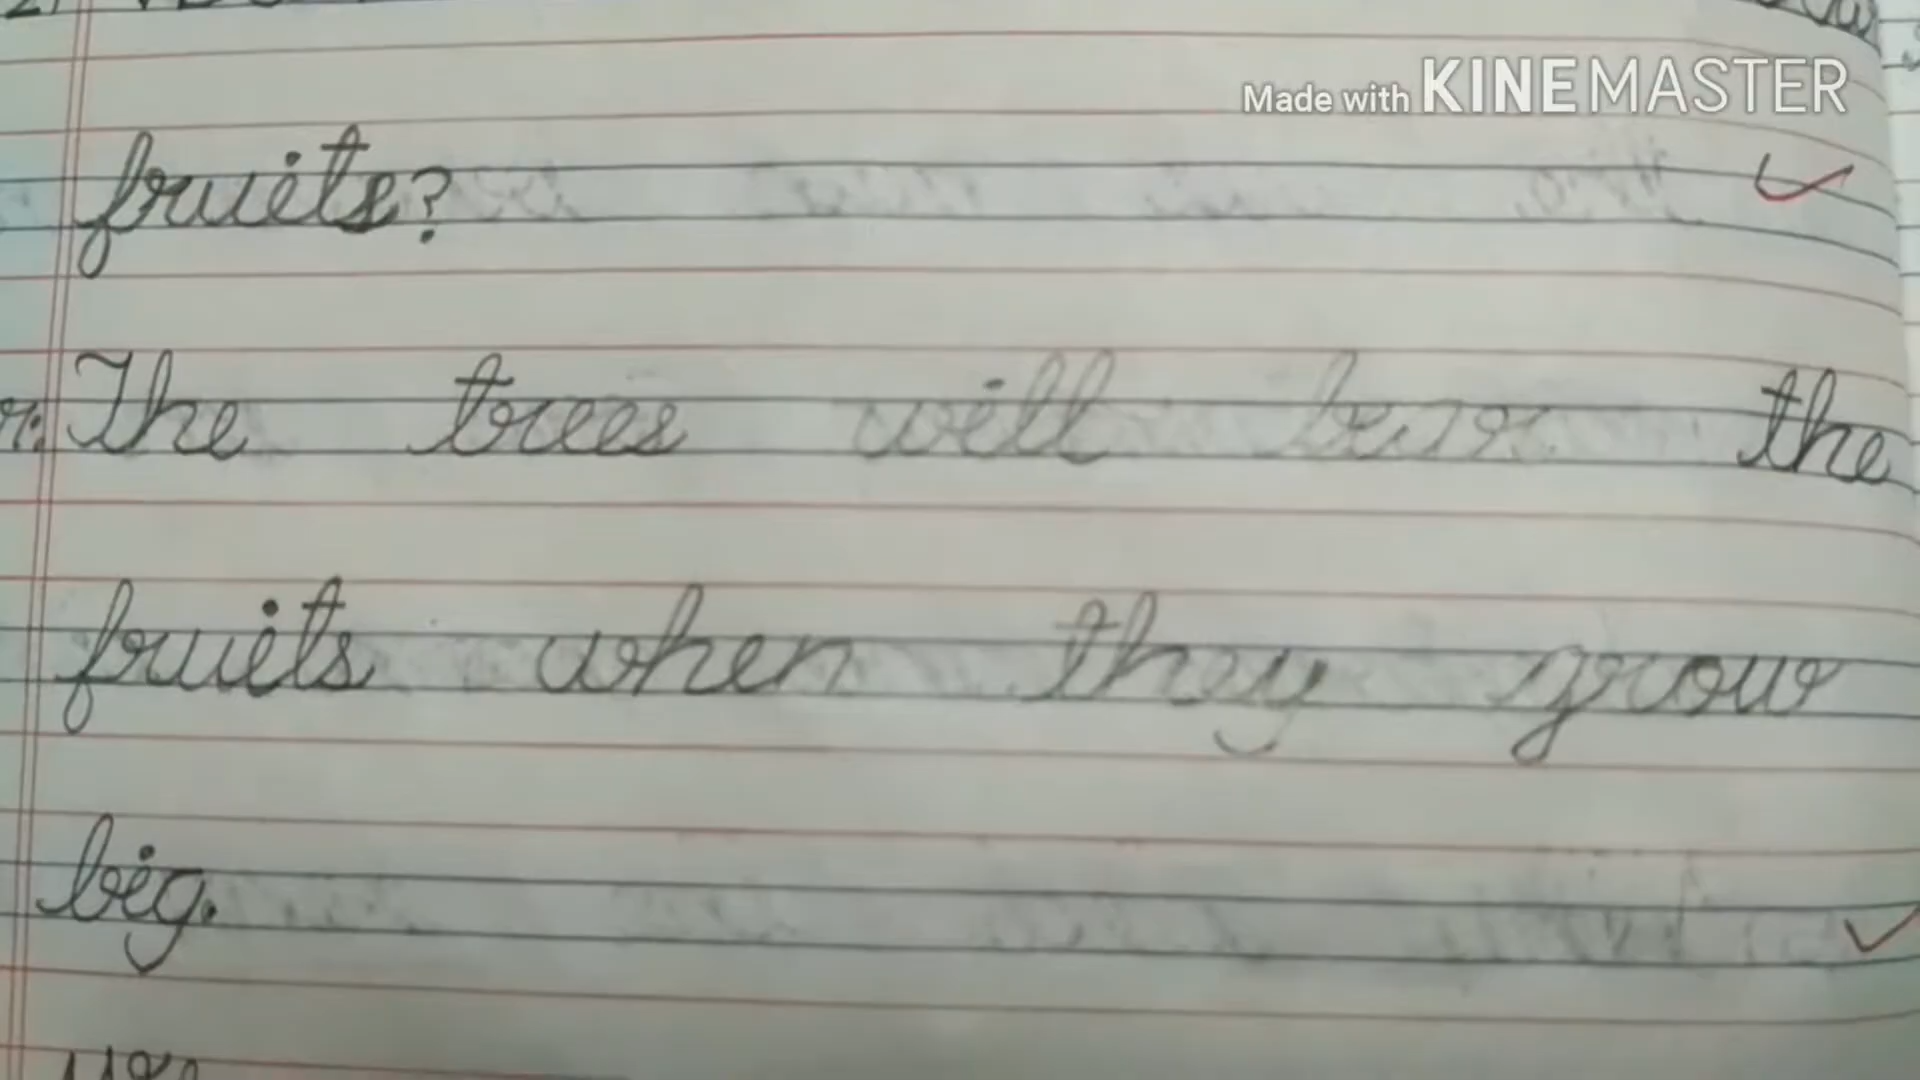 Made with KINEMASTER
fruits?
r: The trees will bear the
fruits when they grow
big.